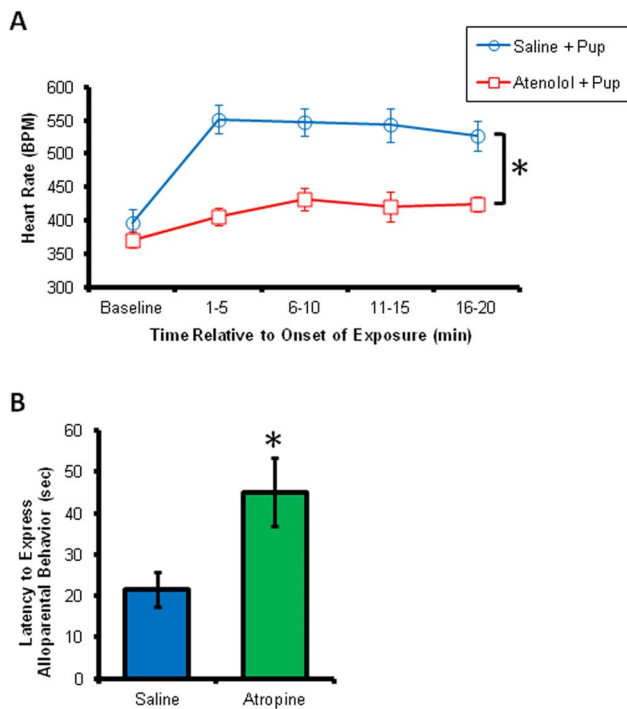 A
Saline + Pup
Atenolol + Pup
600
550
500
450
400
350
300
Heart Rate (BPM)
*
Baseline 1-5 6-10 11-15 16-20
Time Relative to Onset of Exposure (min)
B
60
50
40
30
20
10
0
Latency to Express
Alloparental Behavior (sec)
*
Saline Atropine